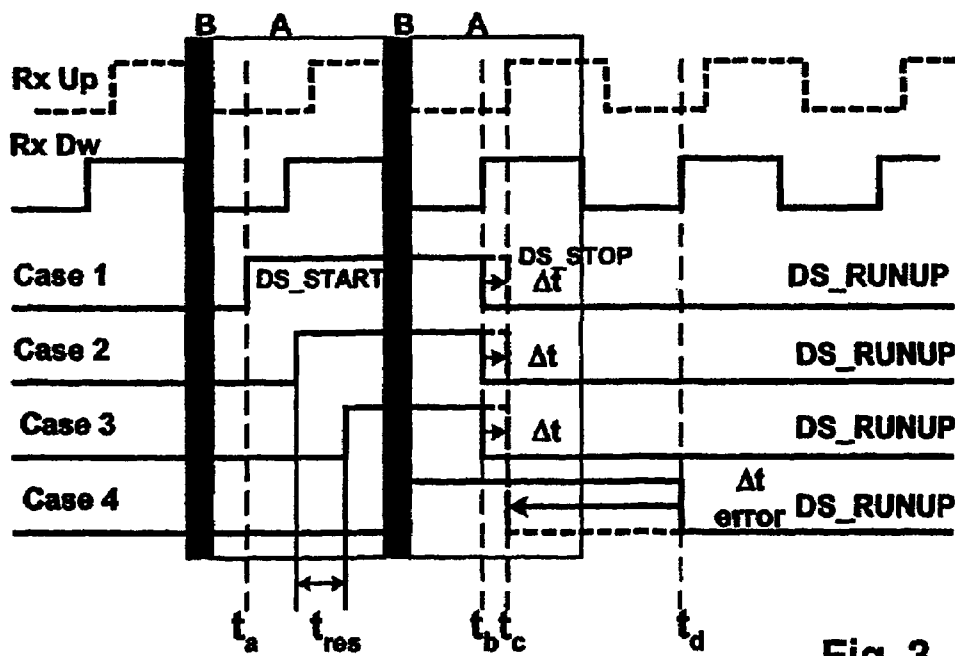 B A B A
Rx Up
Rx Dw
DS_STOP
Case 1 DS_START Δt DS_RUNUP
Case 2 Δt DS_RUNUP
Case 3 Δt DS_RUNUP
Case 4 Δt
error DS_RUNUP
ta tres tb tc td
Fig. 3